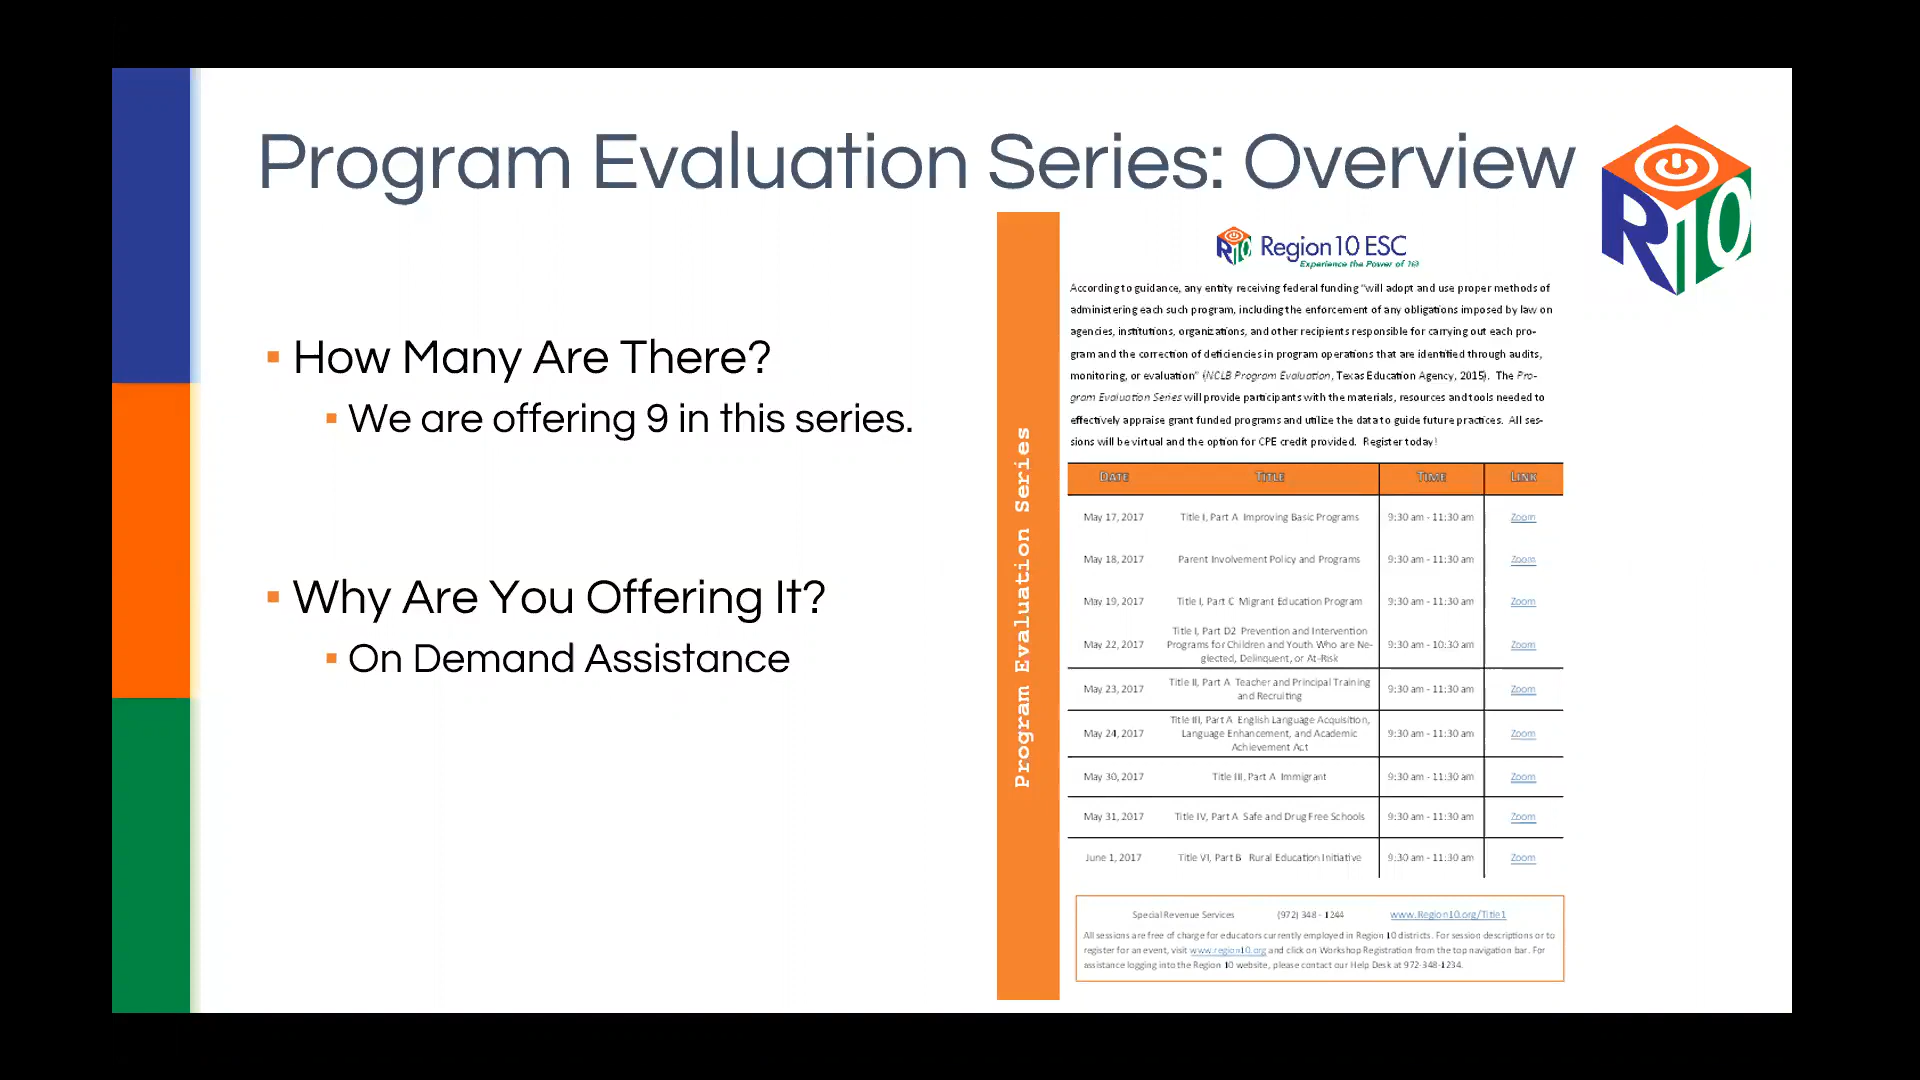 Program Evaluation Series: Overview
R10
How Many Are There?
We are offering 9 in this series.
Why Are You Offering It?
On Demand Assistance
Program Evaluation Series
R10 Region10 ESC
Experience the Power of 10
According to guidance, any entity receiving federal funding "will adopt and use proper methods of
administering each such program, including the enforcement of any obligations imposed by law on
agencies, institutions, organizations, and other recipients responsible for carrying out each pro-
gram and the correction of deficiencies in program operations that are identified through audits,
monitoring, or evaluation" (NCLB Program Evaluation, Texas Education Agency, 2015). The Pro-
gram Evaluation Series will provide participants with the materials, resources and tools needed to
effectively appraise grant funded programs and utilize the data to guide future practices. All ses-
sions will be virtual and the option for CPE credit provided. Register today!
DATE TITLE TIME LINK
May 17, 2017 Title I, Part A Improving Basic Programs 9:30 am - 11:30 am Zoom
May 18, 2017 Parent Involvement Policy and Programs 9:30 am - 11:30 am Zoom
May 19, 2017 Title I, Part C Migrant Education Program 9:30 am - 11:30 am Zoom
Title I, Part D2 Prevention and Intervention
May 22, 2017 Programs for Children and Youth Who are Ne- 9:30 am - 10:30 am Zoom
glected, Delinquent, or At-Risk
May 23, 2017 Title II, Part A Teacher and Principal Training 9:30 am - 11:30 am Zoom
and Recruiting
Title III, Part A English Language Acquisition,
May 24, 2017 Language Enhancement, and Academic 9:30 am - 11:30 am Zoom
Achievement Act
May 30, 2017 Title III, Part A Immigrant 9:30 am - 11:30 am Zoom
May 31, 2017 Title IV, Part A Safe and Drug Free Schools 9:30 am - 11:30 am Zoom
June 1, 2017 Title VI, Part B Rural Education Initiative 9:30 am - 11:30 am Zoom
Special Revenue Services (972) 348 - 1244 www.Region10.org/Title1
All sessions are free of charge for educators currently employed in Region 10 districts. For session descriptions or to
register for an event, visit www.region10.org and click on Workshop Registration from the top navigation bar. For
assistance logging into the Region 10 website, please contact our Help Desk at 972-348-1234.